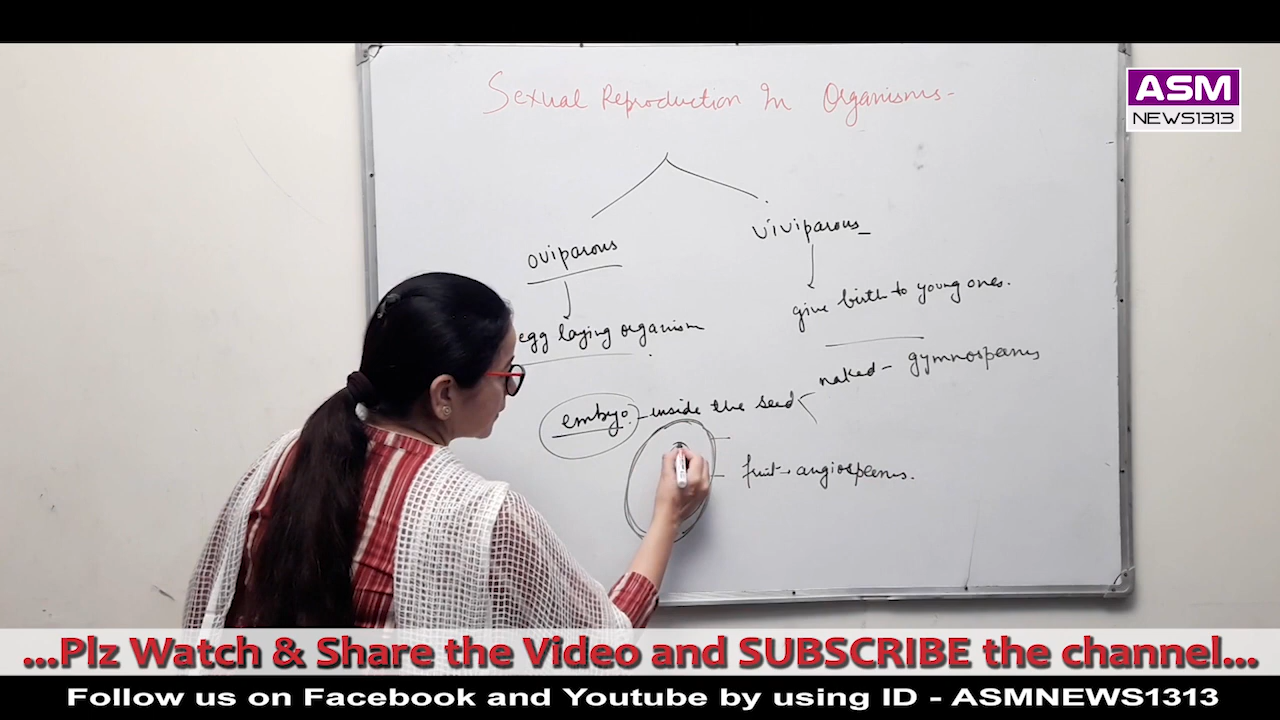 Sexual Reproduction In Organisms-
ASM
NEWS1313
oviparous
viviparous
egg laying organism
give birth to young ones.
naked - gymnosperms
embyo - inside the seed
fruit → angiosperms.
...Plz Watch & Share the Video and SUBSCRIBE the channel...
Follow us on Facebook and Youtube by using ID - ASMNEWS1313